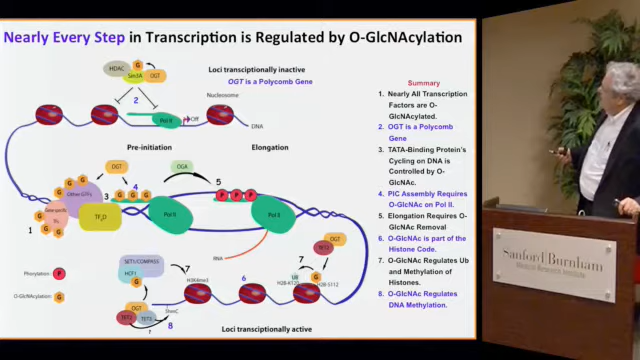 Nearly Every Step in Transcription is Regulated by O-GlcNAcylation
HDAC
G
Sin3A
OGT
Loci transcriptionally inactive
OGT is a Polycomb Gene
2
Nucleosome
Pol II
Off
DNA
Pre-initiation
Elongation
OGT
OGA
G
G
G
Other GTFs
3
4
G
G
G
5
P
P
P
TFIID
Pol II
Pol II
1
G
G
G
RNA
SET1/COMPASS
G
HCF1
7
H3K4me3
6
7
OGT
TET2
UB
G
H2B-K120
H2B-S112
Phorylation
P
O-GlcNAcylation
G
OGT
TET2
TET3
?
8
5hmC
Loci transcriptionally active
Summary
1. Nearly All Transcription
Factors are O-
GlcNAcylated.
2. OGT is a Polycomb
Gene
3. TATA-Binding Protein's
Cycling on DNA is
Controlled by O-
GlcNAc.
4. PIC Assembly Requires
O-GlcNAc on Pol II.
5. Elongation Requires O-
GlcNAc Removal
6. O-GlcNAc is part of the
Histone Code.
7. O-GlcNAc Regulates Ub
and Methylation of
Histones.
8. O-GlcNAc Regulates
DNA Methylation.
Sanford Burnham
Medical Research Institute